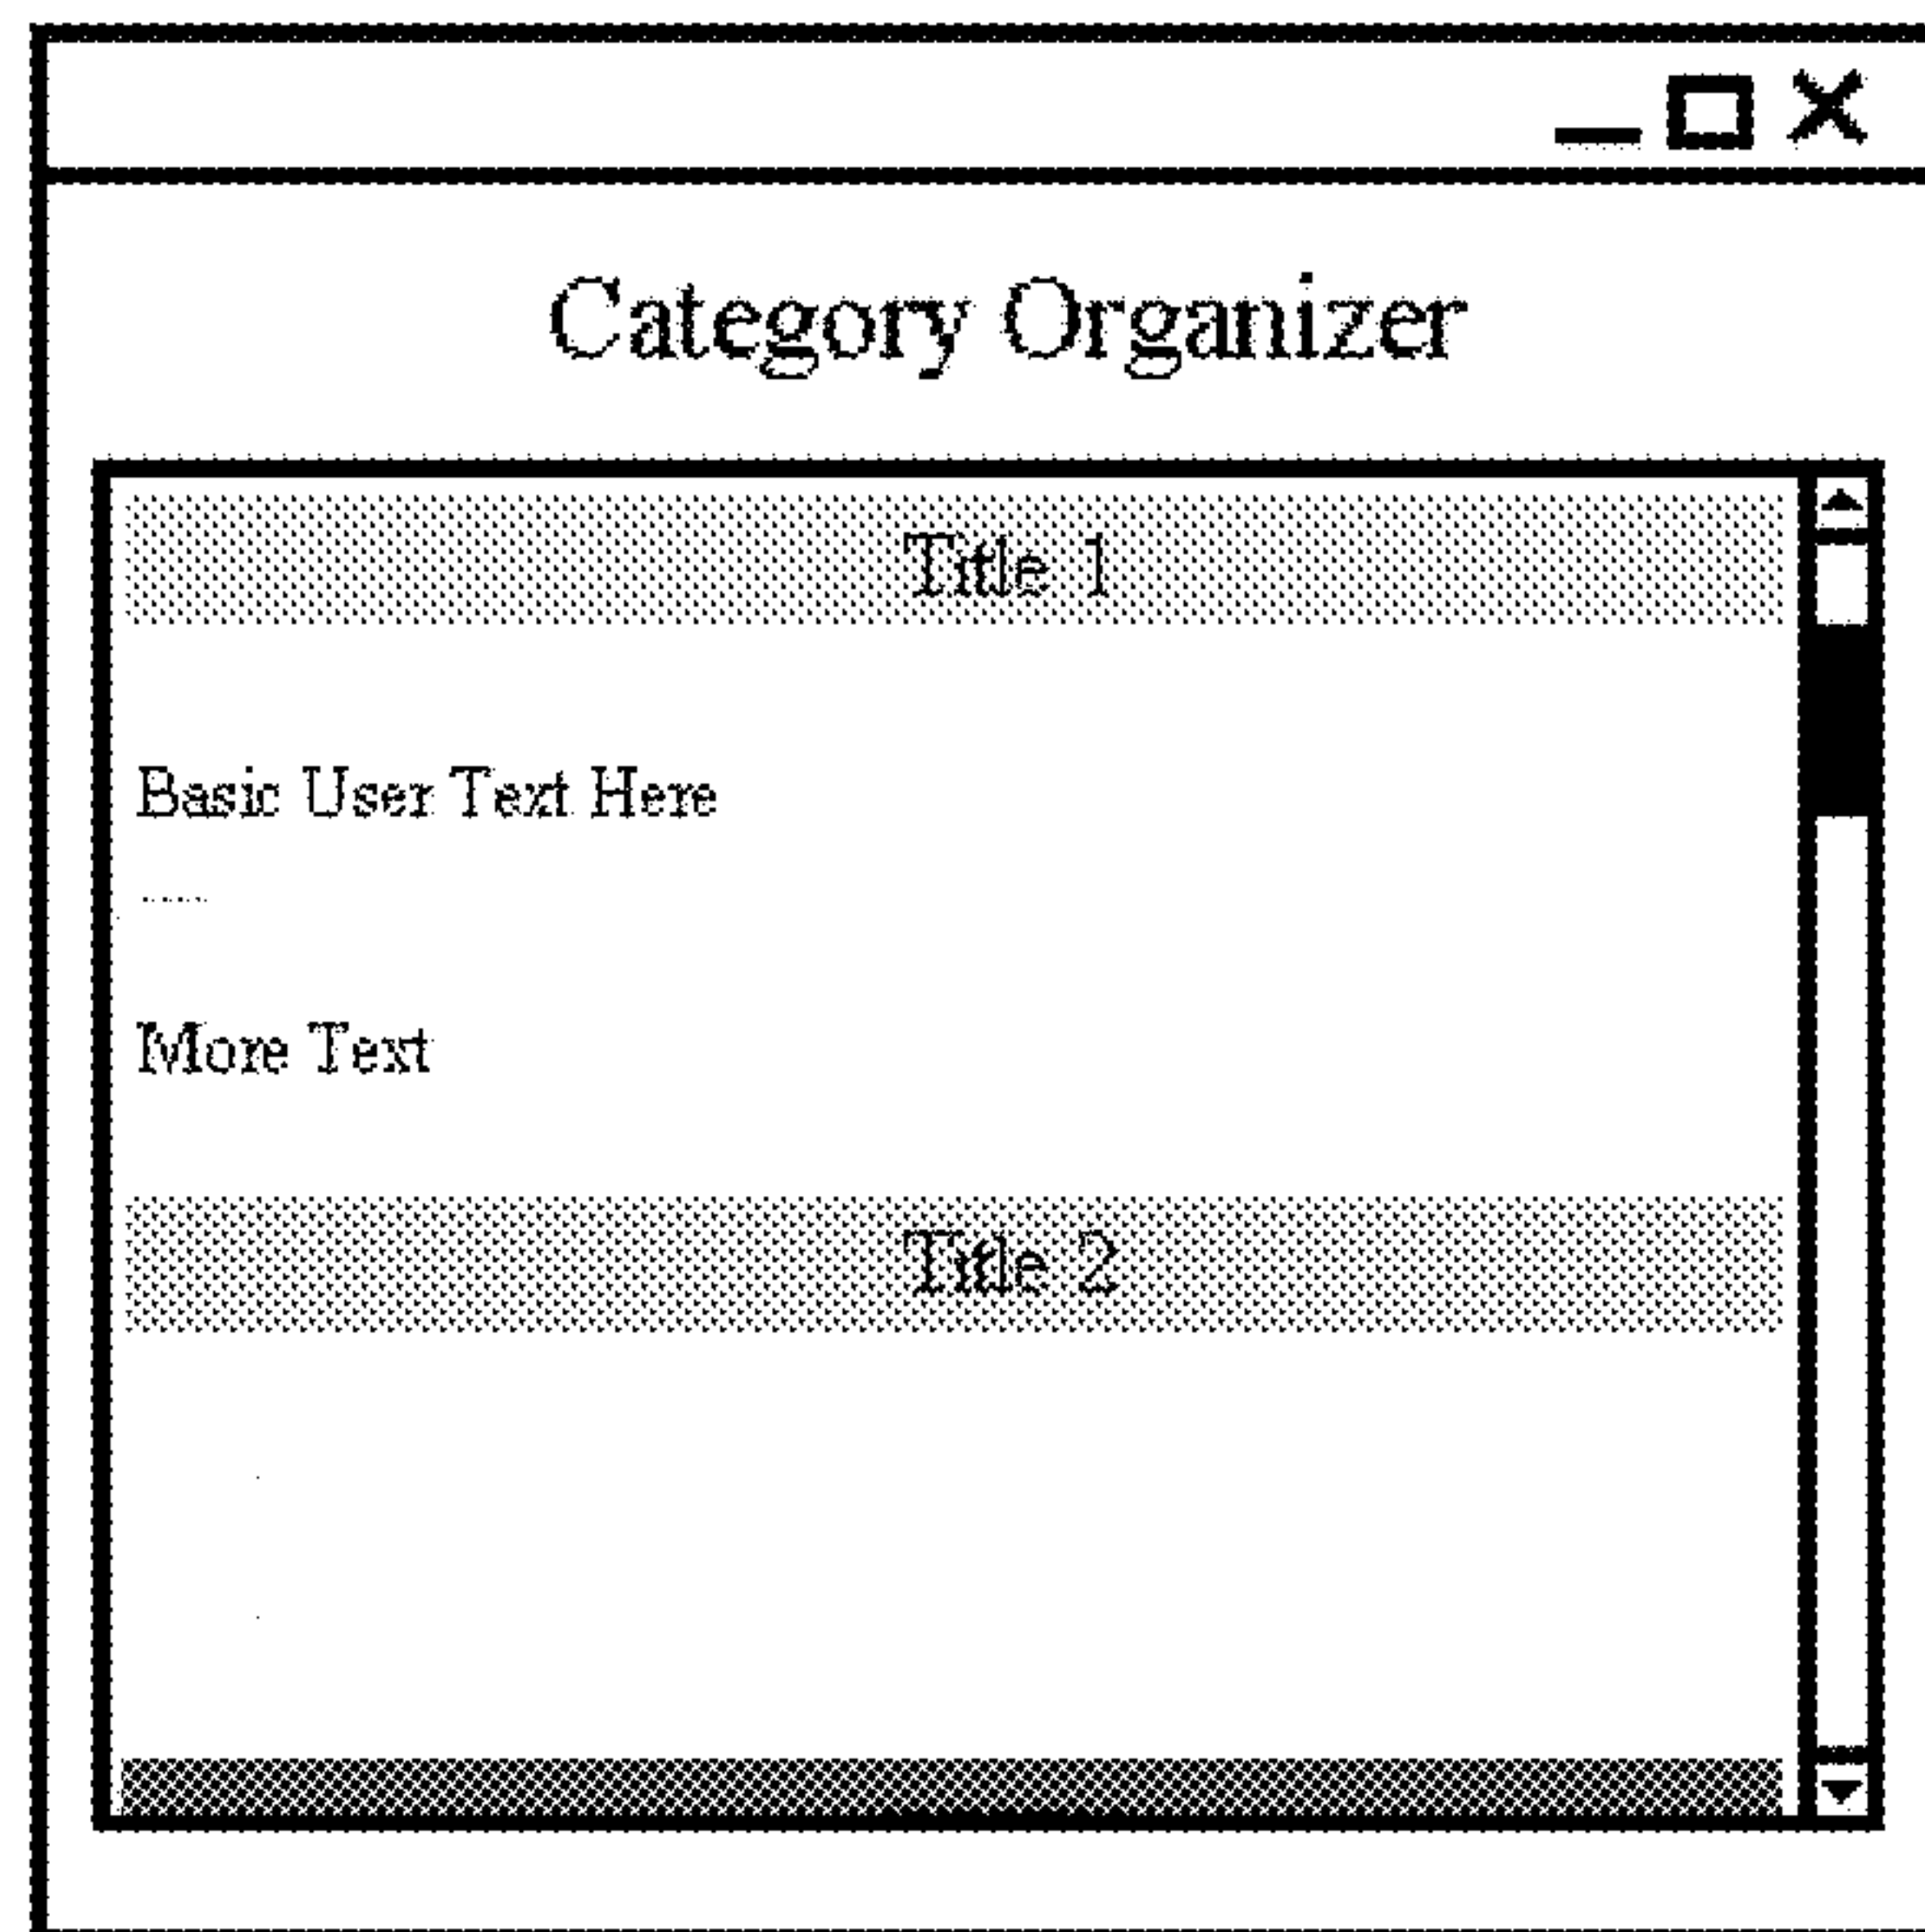 Category Organizer
Title 1
Basic User Text Here
.....
More Text
Title 2